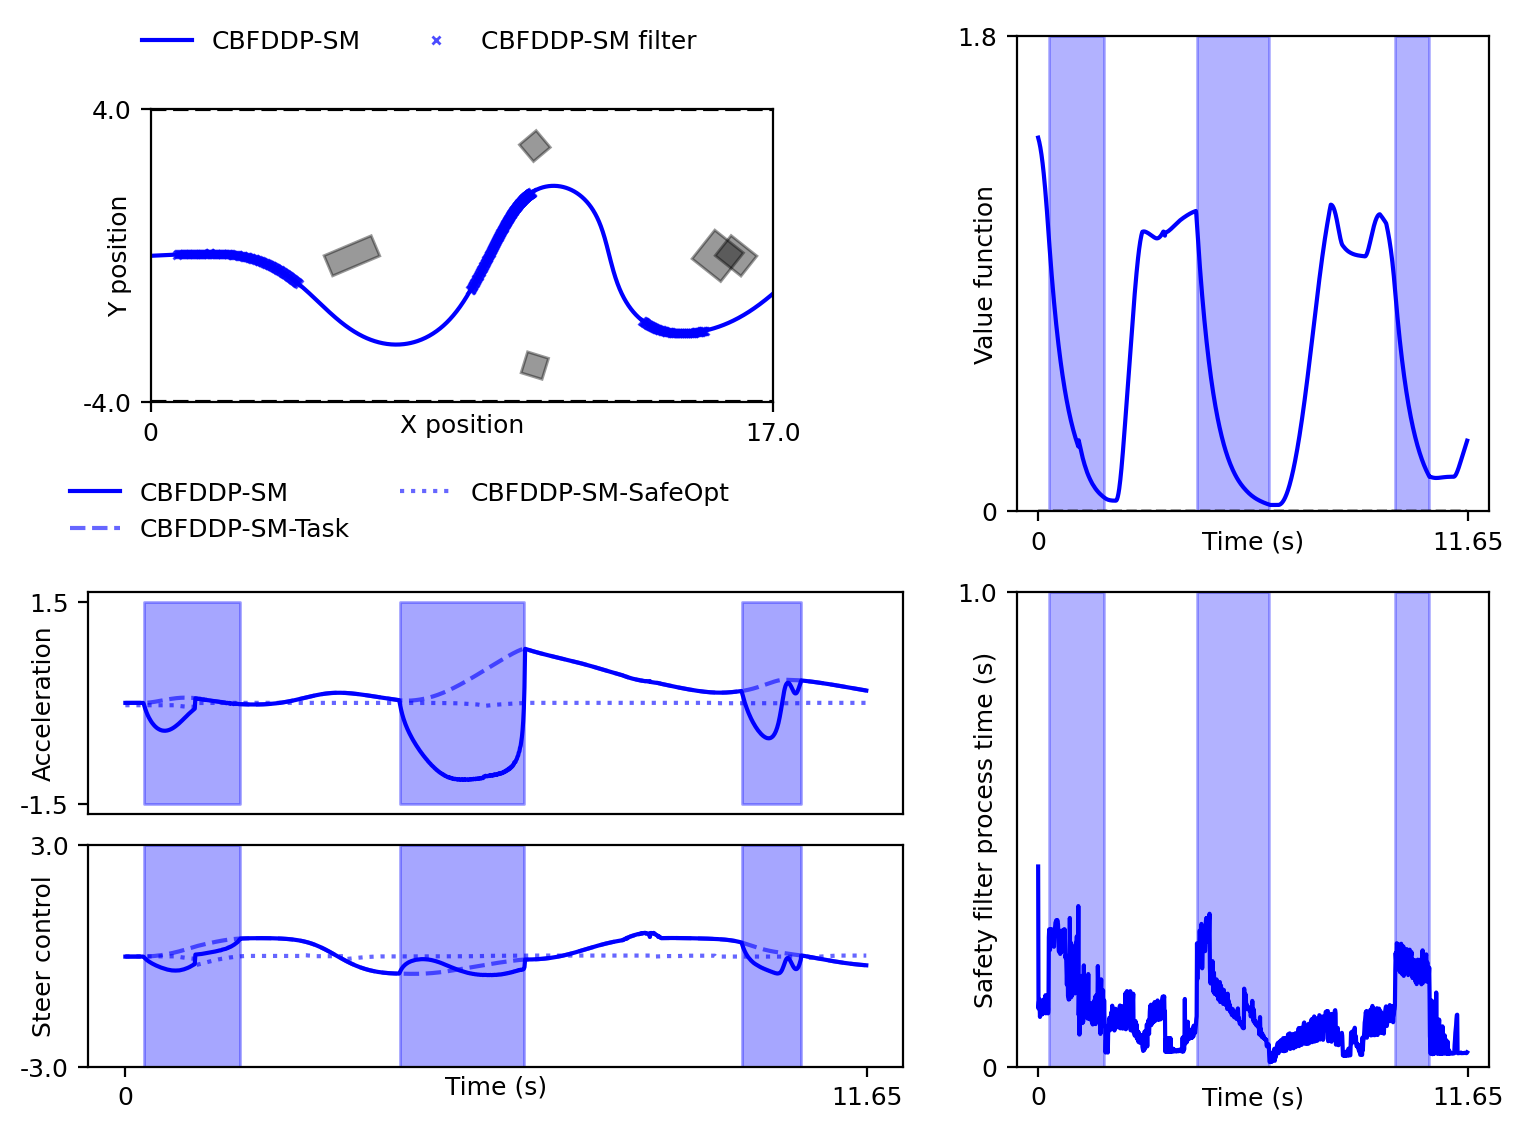 CBFDDP-SM
CBFDDP-SM filter
4.0
Y position
-4.0
0
X position
17.0
1.8
Value function
0
0
Time (s)
11.65
CBFDDP-SM
CBFDDP-SM-SafeOpt
CBFDDP-SM-Task
1.5
Acceleration
-1.5
3.0
Steer control
-3.0
0
Time (s)
11.65
1.0
Safety filter process time (s)
0
0
Time (s)
11.65